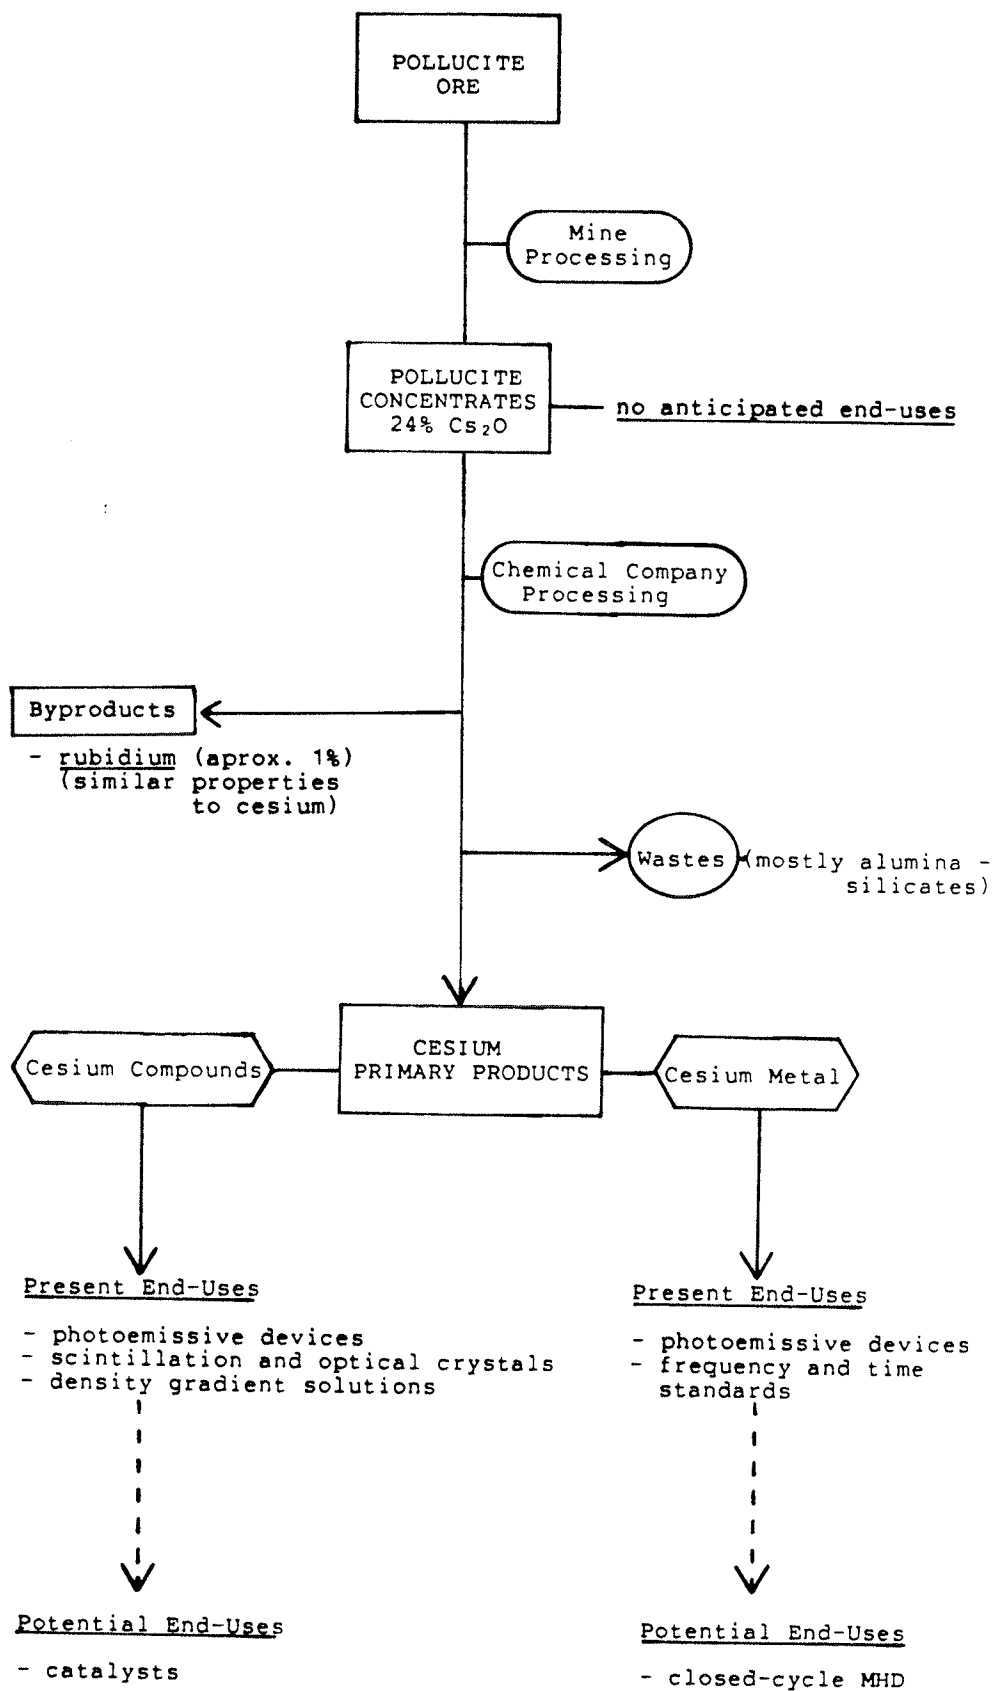 POLLUCITE
ORE
Mine
Processing
POLLUCITE
CONCENTRATES
24% Cs₂O
no anticipated end-uses
Chemical Company
Processing
Byproducts
- rubidium (aprox. 1%)
(similar properties
to cesium)
Wastes
(mostly alumina -
silicates)
Cesium Compounds
CESIUM
PRIMARY PRODUCTS
Cesium Metal
Present End-Uses
- photoemissive devices
- scintillation and optical crystals
- density gradient solutions
Present End-Uses
- photoemissive devices
- frequency and time
standards
Potential End-Uses
- catalysts
Potential End-Uses
- closed-cycle MHD